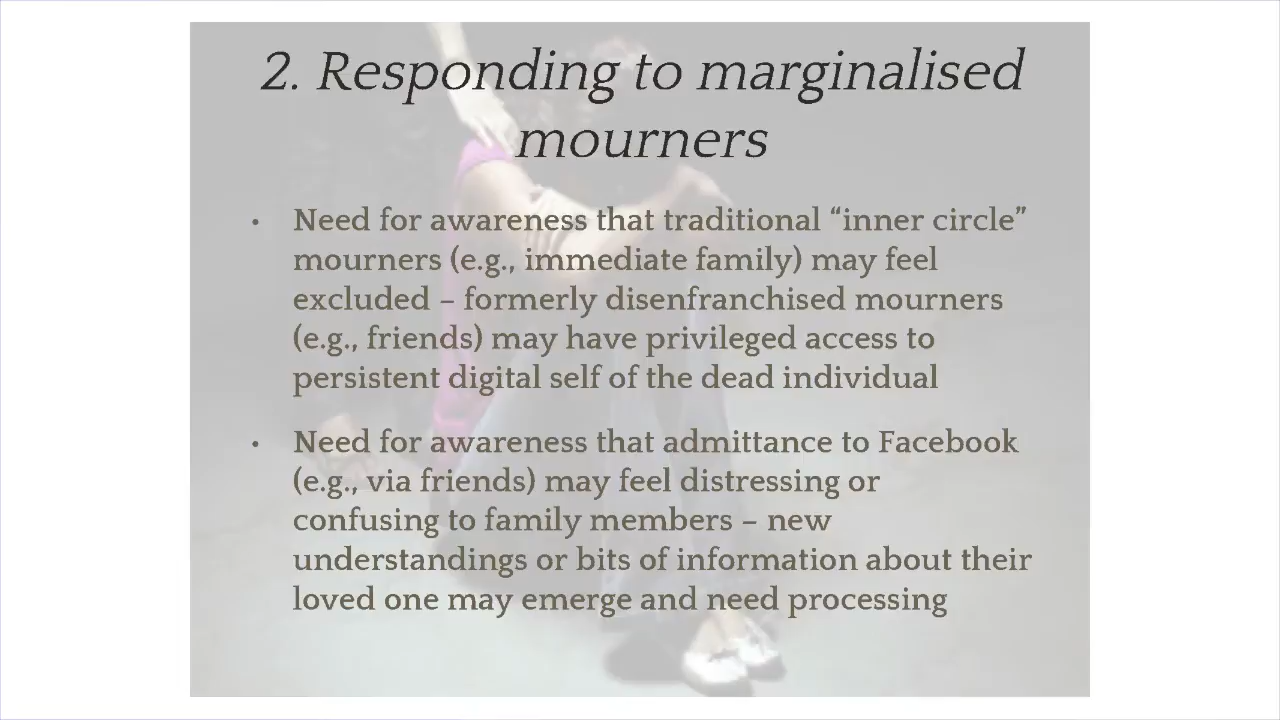 2. Responding to marginalised
mourners
• Need for awareness that traditional “inner circle”
mourners (e.g., immediate family) may feel
excluded – formerly disenfranchised mourners
(e.g., friends) may have privileged access to
persistent digital self of the dead individual
• Need for awareness that admittance to Facebook
(e.g., via friends) may feel distressing or
confusing to family members – new
understandings or bits of information about their
loved one may emerge and need processing